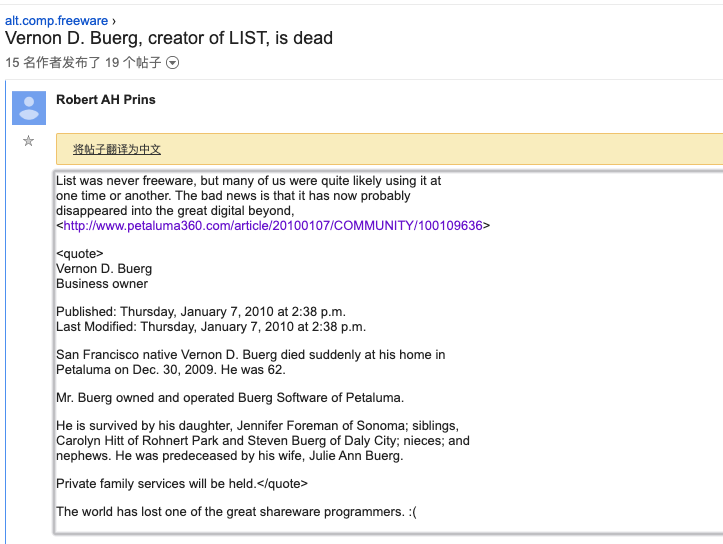 alt.comp.freeware ›
Vernon D. Buerg, creator of LIST, is dead
15 名作者发布了 19 个帖子
Robert AH Prins
将帖子翻译为中文
List was never freeware, but many of us were quite likely using it at
one time or another. The bad news is that it has now probably
disappeared into the great digital beyond,
<http://www.petaluma360.com/article/20100107/COMMUNITY/100109636>
<quote>
Vernon D. Buerg
Business owner
Published: Thursday, January 7, 2010 at 2:38 p.m.
Last Modified: Thursday, January 7, 2010 at 2:38 p.m.
San Francisco native Vernon D. Buerg died suddenly at his home in
Petaluma on Dec. 30, 2009. He was 62.
Mr. Buerg owned and operated Buerg Software of Petaluma.
He is survived by his daughter, Jennifer Foreman of Sonoma; siblings,
Carolyn Hitt of Rohnert Park and Steven Buerg of Daly City; nieces; and
nephews. He was predeceased by his wife, Julie Ann Buerg.
Private family services will be held.</quote>
The world has lost one of the great shareware programmers. :(